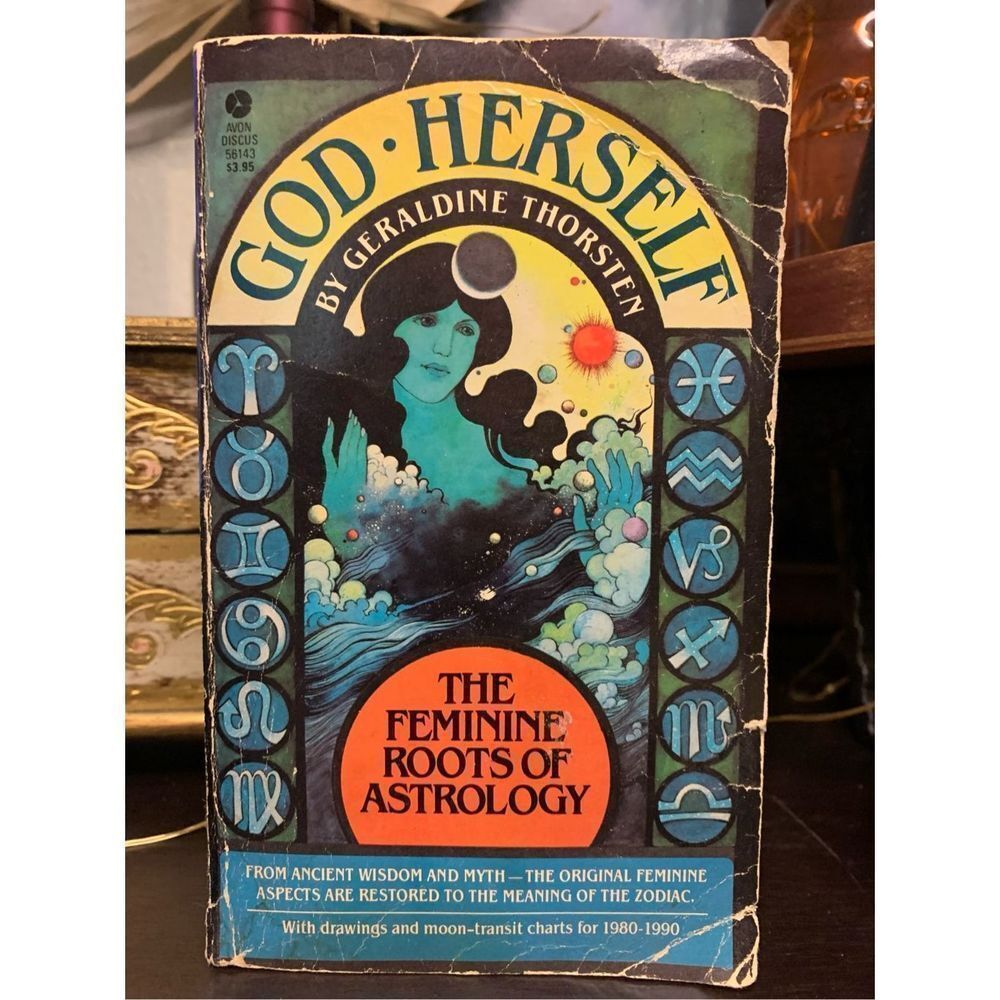 AVON
DISCUS
56143
$3.95
GOD·HERSELF
BY GERALDINE THORSTEN
THE
FEMININE
ROOTS OF
ASTROLOGY
FROM ANCIENT WISDOM AND MYTH — THE ORIGINAL FEMININE
ASPECTS ARE RESTORED TO THE MEANING OF THE ZODIAC.
With drawings and moon-transit charts for 1980-1990